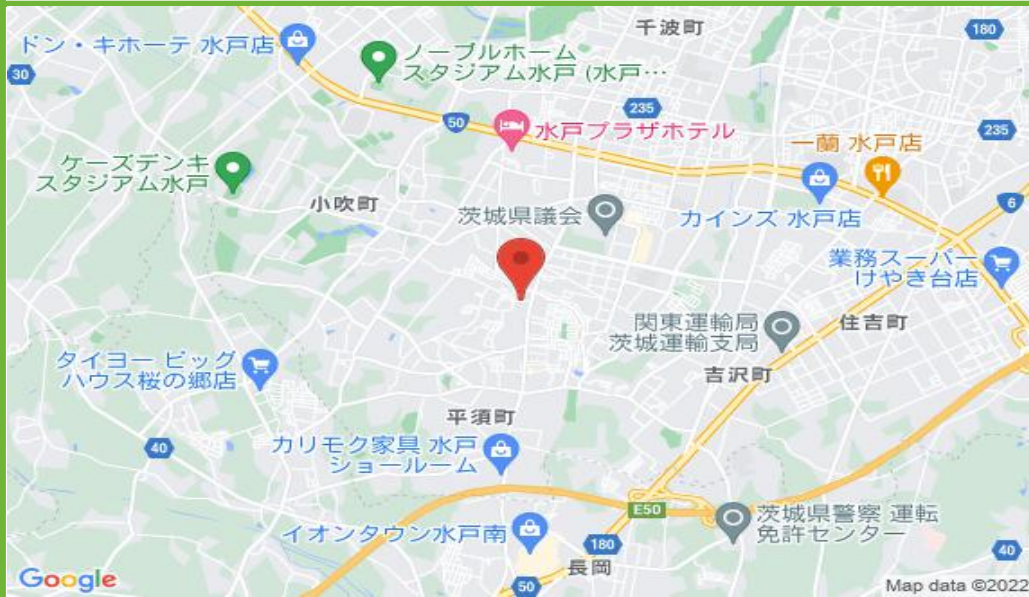 千波町
180
ドン・キホーテ 水戸店
ノーブルホーム
スタジアム水戸 (水戸…
30
235
50
水戸プラザホテル
235
一蘭 水戸店
ケーズデンキ
スタジアム水戸
小吹町
茨城県議会
カインズ 水戸店
6
業務スーパー
けやき台店
関東運輸局
茨城運輸支局
住吉町
タイヨー ビッグ
ハウス桜の郷店
吉沢町
平須町
40
カリモク家具 水戸
ショールーム
E50
茨城県警察 運転
免許センター
イオンタウン水戸南
180
40
長岡
50
Google
Map data ©2022